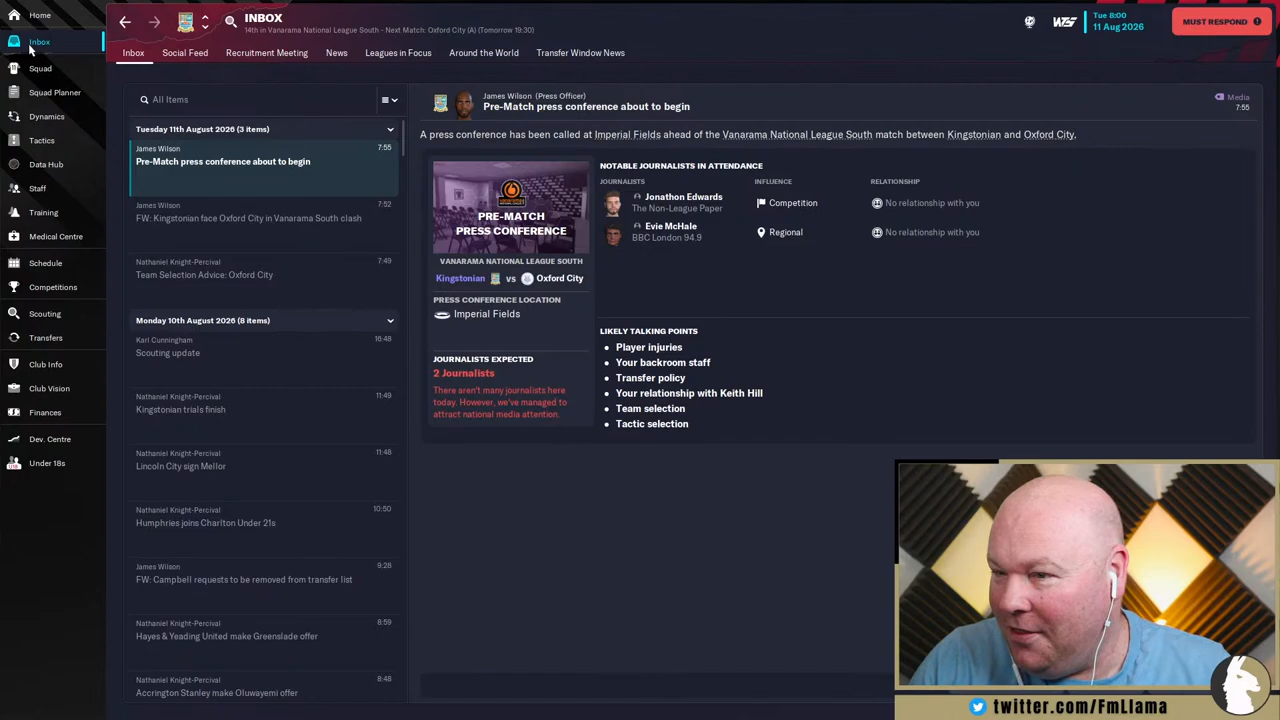 Home
Inbox
Squad
Squad Planner
Dynamics
Tactics
Data Hub
Staff
Training
Medical Centre
Schedule
Competitions
Scouting
Transfers
Club Info
Club Vision
Finances
Dev. Centre
Under 18s
INBOX
14th in Vanarama National League South - Next Match: Oxford City (A) (Tomorrow 19:30)
Tue 8:00
11 Aug 2026
MUST RESPOND
Inbox
Social Feed
Recruitment Meeting
News
Leagues in Focus
Around the World
Transfer Window News
All Items
Tuesday 11th August 2026 (3 items)
James Wilson 7:55
Pre-Match press conference about to begin
James Wilson 7:52
FW: Kingstonian face Oxford City in Vanarama South clash
Nathaniel Knight-Percival 7:49
Team Selection Advice: Oxford City
Monday 10th August 2026 (8 items)
Karl Cunningham 16:48
Scouting update
Nathaniel Knight-Percival 11:49
Kingstonian trials finish
Nathaniel Knight-Percival 11:48
Lincoln City sign Mellor
Nathaniel Knight-Percival 10:50
Humphries joins Charlton Under 21s
James Wilson 9:28
FW: Campbell requests to be removed from transfer list
Nathaniel Knight-Percival 8:59
Hayes & Yeading United make Greenslade offer
Nathaniel Knight-Percival 8:48
Accrington Stanley make Oluwayemi offer
James Wilson (Press Officer)
Pre-Match press conference about to begin
Media
7:55
A press conference has been called at Imperial Fields ahead of the Vanarama National League South match between Kingstonian and Oxford City.
PRE-MATCH
PRESS CONFERENCE
VANARAMA NATIONAL LEAGUE SOUTH
Kingstonian vs Oxford City
PRESS CONFERENCE LOCATION
Imperial Fields
JOURNALISTS EXPECTED
2 Journalists
There aren't many journalists here
today. However, we've managed to
attract national media attention.
NOTABLE JOURNALISTS IN ATTENDANCE
JOURNALISTS INFLUENCE RELATIONSHIP
Jonathon Edwards
The Non-League Paper
Competition
No relationship with you
Evie McHale
BBC London 94.9
Regional
No relationship with you
LIKELY TALKING POINTS
Player injuries
Your backroom staff
Transfer policy
Your relationship with Keith Hill
Team selection
Tactic selection
twitter.com/FmLlama